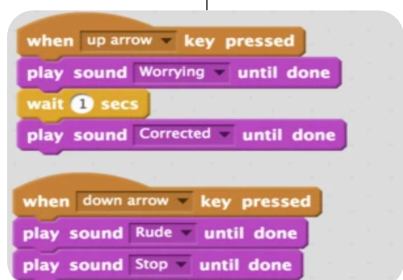 when up arrow key pressed
play sound Worrying until done
wait 1 secs
play sound Corrected until done
when down arrow key pressed
play sound Rude until done
play sound Stop until done